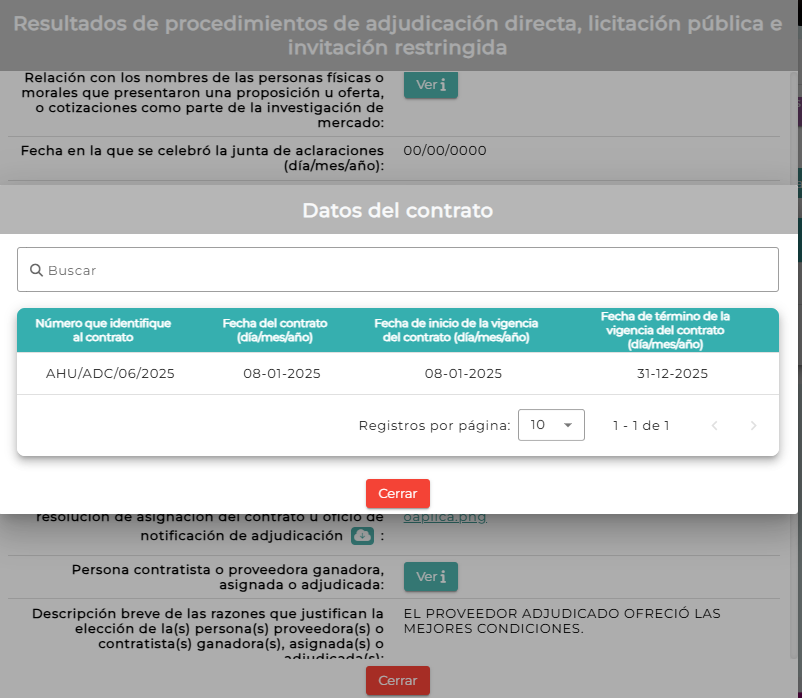 Resultados de procedimientos de adjudicación directa, licitación pública e
invitación restringida
Relación con los nombres de las personas físicas o
morales que presentaron una proposición u oferta,
o cotizaciones como parte de la investigación de
mercado:
Ver
Fecha en la que se celebró la junta de aclaraciones
(día/mes/año):
00/00/0000
Datos del contrato
Buscar
Número que identifique
al contrato
Fecha del contrato
(día/mes/año)
Fecha de inicio de la vigencia
del contrato (día/mes/año)
Fecha de término de la
vigencia del contrato
(día/mes/año)
AHU/ADC/06/2025
08-01-2025
08-01-2025
31-12-2025
Registros por página:
10
1 - 1 de 1
Cerrar
resolución de asignación del contrato u oficio de
notificación de adjudicación :
oaplica.png
Persona contratista o proveedora ganadora,
asignada o adjudicada:
Ver
Descripción breve de las razones que justifican la
elección de la(s) persona(s) proveedora(s) o
contratista(s) ganadora(s), asignada(s) o
adjudicada(s):
EL PROVEEDOR ADJUDICADO OFRECIÓ LAS
MEJORES CONDICIONES.
Cerrar